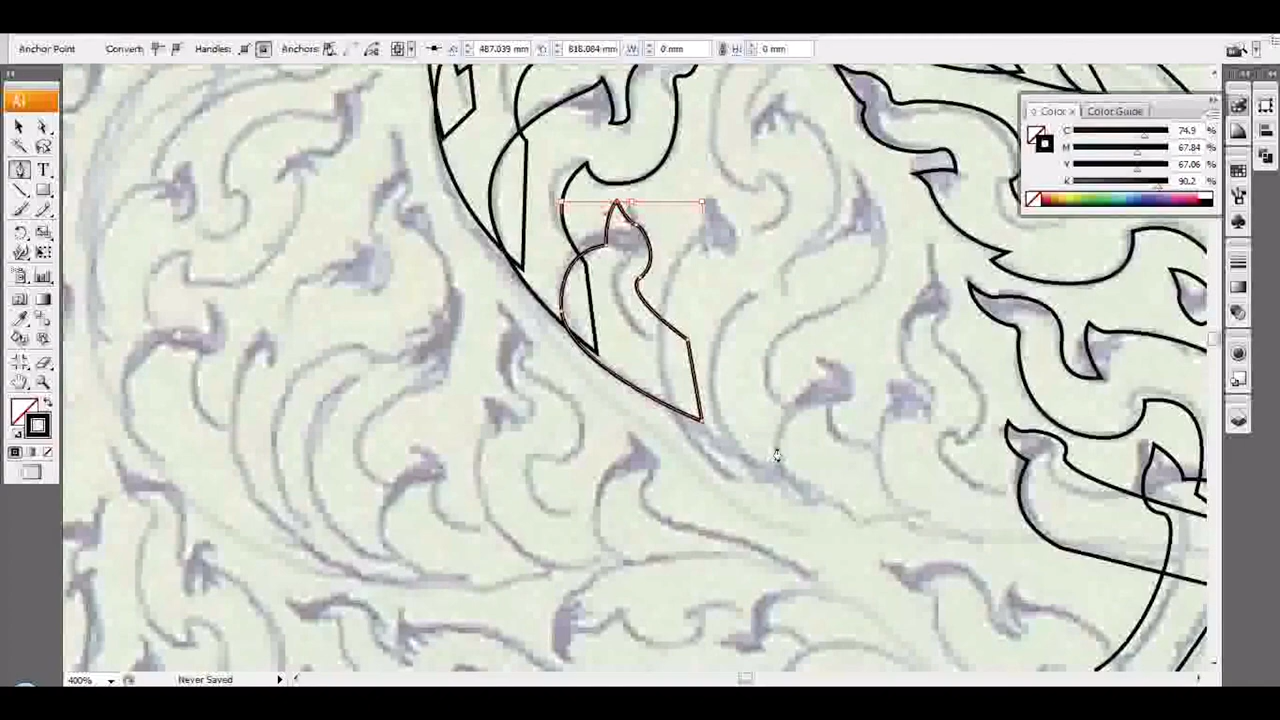 Anchor Point Convert: Handles: Anchors: X: 487.039 mm Y: 818.084 mm W: 0 mm H: 0 mm
Ai
Color × Color Guide
C 74.9 %
M 67.84 %
Y 67.06 %
K 90.2 %
T
400% Never Saved